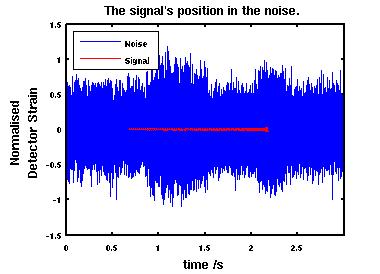 The signal's position in the noise.
Noise
Signal
Normalised
Detector Strain
1.5
1
0.5
0
-0.5
-1
-1.5
0 0.5 1 1.5 2 2.5
time /s